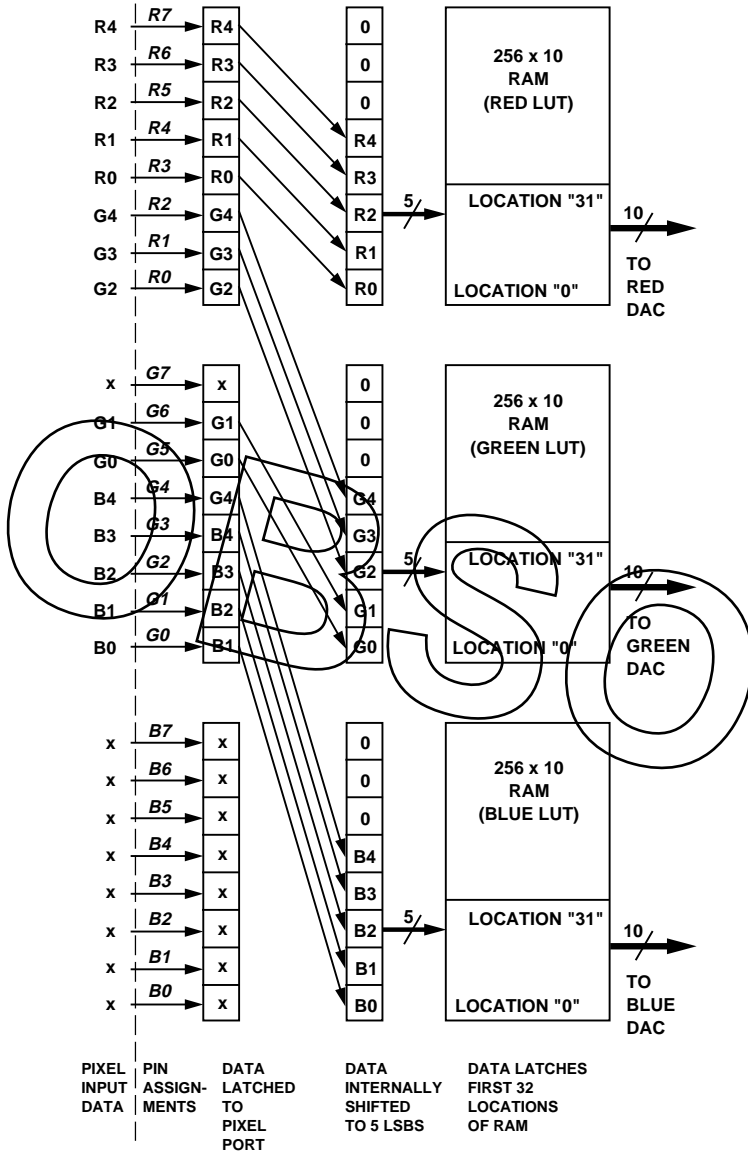 R4 R7 R4 0
R3 R6 R3 0
R2 R5 R2 0
R1 R4 R1 R4
R0 R3 R0 R3
G4 R2 G4 R2
G3 R1 G3 R1
G2 R0 G2 R0
5
256 x 10
RAM
(RED LUT)
LOCATION "31"
LOCATION "0"
10
TO
RED
DAC
x G7 x 0
G1 G6 G1 0
G0 G5 G0 0
B4 G4 G4 G4
B3 G3 B4 G3
B2 G2 B3 G2
B1 G1 B2 G1
B0 G0 B1 G0
5
256 x 10
RAM
(GREEN LUT)
LOCATION "31"
LOCATION "0"
10
TO
GREEN
DAC
x B7 x 0
x B6 x 0
x B5 x 0
x B4 x B4
x B3 x B3
x B2 x B2
x B1 x B1
x B0 x B0
5
256 x 10
RAM
(BLUE LUT)
LOCATION "31"
LOCATION "0"
10
TO
BLUE
DAC
PIXEL
INPUT
DATA
PIN
ASSIGN-
MENTS
DATA
LATCHED
TO
PIXEL
PORT
DATA
INTERNALLY
SHIFTED
TO 5 LSBS
DATA LATCHES
FIRST 32
LOCATIONS
OF RAM
OBSO